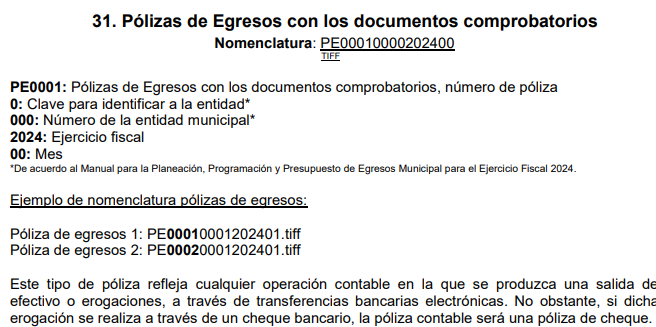 31. Pólizas de Egresos con los documentos comprobatorios
Nomenclatura: PE00010000202400
TIFF
PE0001: Pólizas de Egresos con los documentos comprobatorios, número de póliza
0: Clave para identificar a la entidad*
000: Número de la entidad municipal*
2024: Ejercicio fiscal
00: Mes
*De acuerdo al Manual para la Planeación, Programación y Presupuesto de Egresos Municipal para el Ejercicio Fiscal 2024.
Ejemplo de nomenclatura pólizas de egresos:
Póliza de egresos 1: PE00010001202401.tiff
Póliza de egresos 2: PE00020001202401.tiff
Este tipo de póliza refleja cualquier operación contable en la que se produzca una salida de
efectivo o erogaciones, a través de transferencias bancarias electrónicas. No obstante, si dicha
erogación se realiza a través de un cheque bancario, la póliza contable será una póliza de cheque.